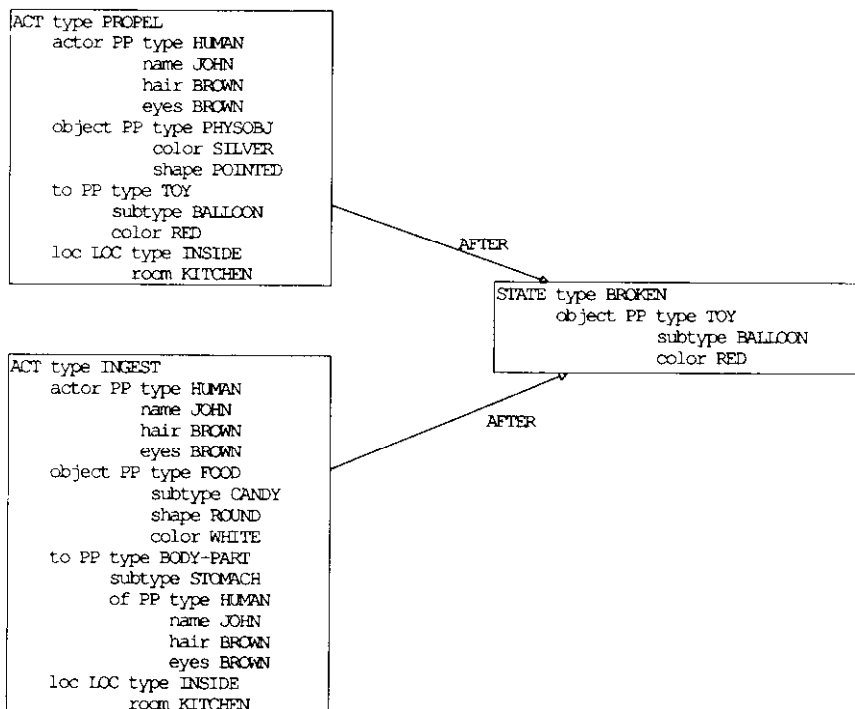 ACT type PROPEL
actor PP type HUMAN
name JOHN
hair BROWN
eyes BROWN
object PP type PHYSOBJ
color SILVER
shape POINTED
to PP type TOY
subtype BALLOON
color RED
loc LOC type INSIDE
room KITCHEN
AFTER
STATE type BROKEN
object PP type TOY
subtype BALLOON
color RED
ACT type INGEST
actor PP type HUMAN
name JOHN
hair BROWN
eyes BROWN
object PP type FOOD
subtype CANDY
shape ROUND
color WHITE
to PP type BODY-PART
subtype STOMACH
of PP type HUMAN
name JOHN
hair BROWN
eyes BROWN
loc LOC type INSIDE
room KITCHEN
AFTER